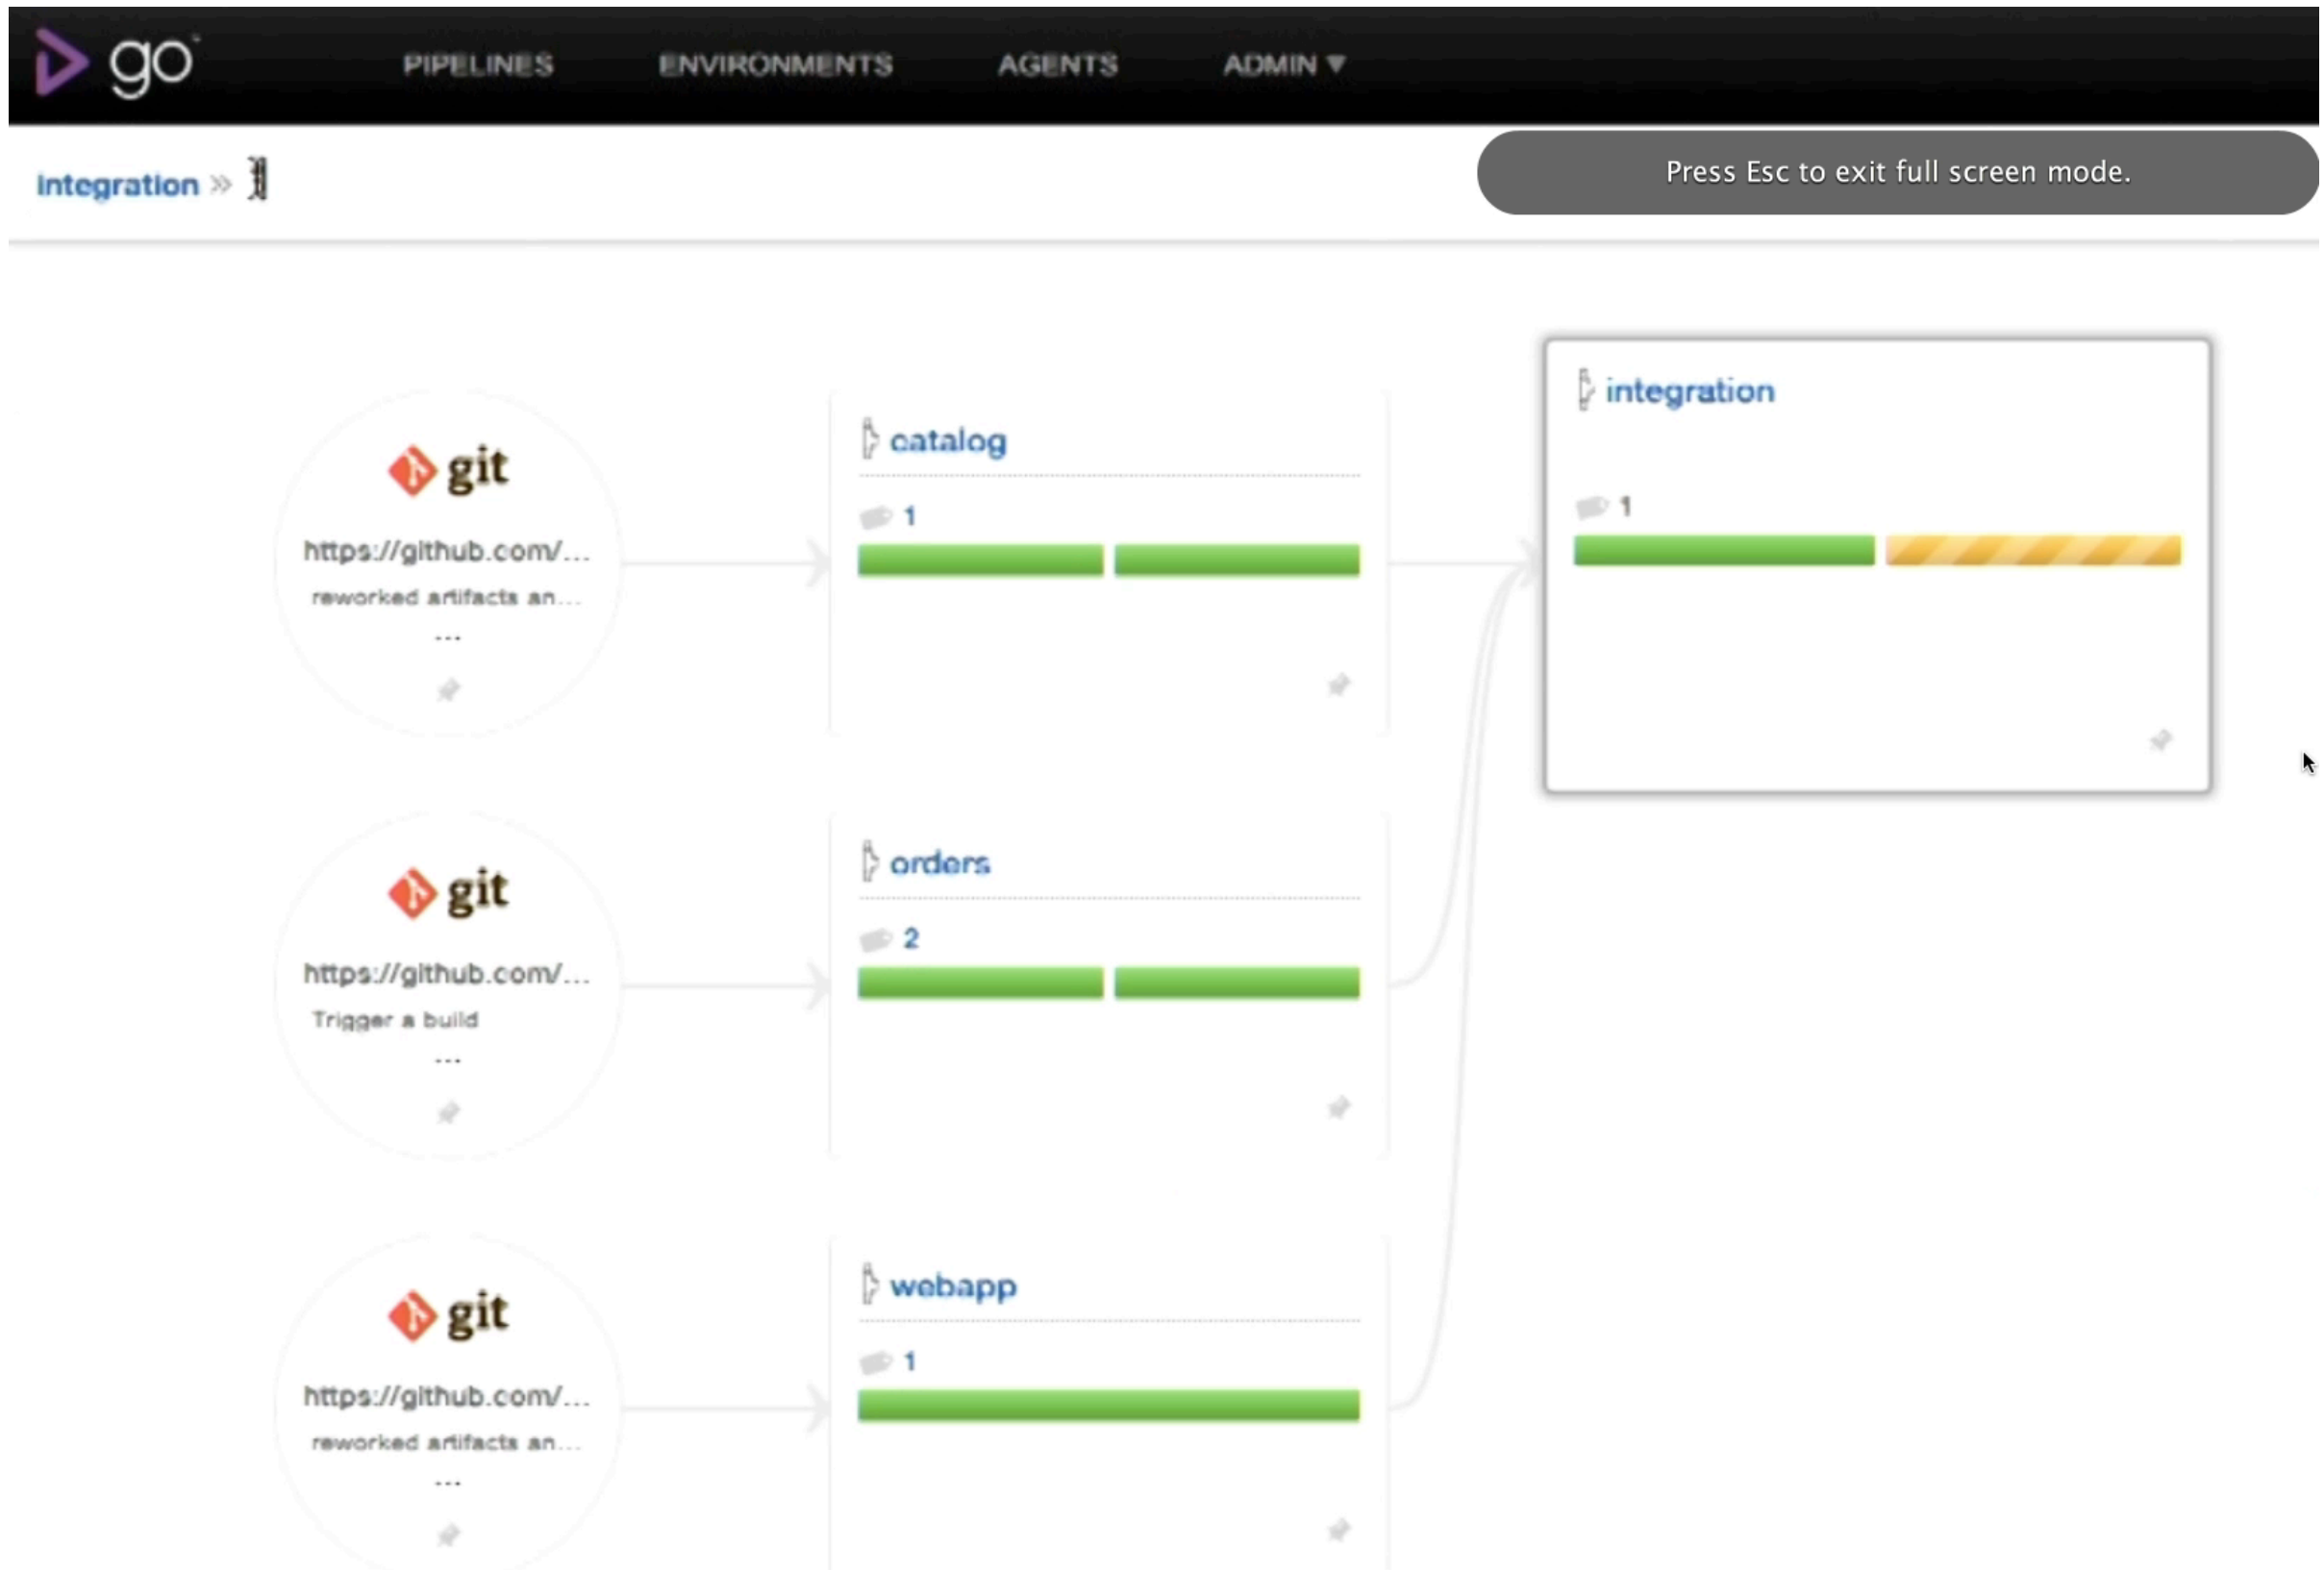 go
PIPELINES ENVIRONMENTS AGENTS ADMIN ▼
integration »
Press Esc to exit full screen mode.
git
https://github.com/...
reworked artifacts an...
...
catalog
1
integration
1
git
https://github.com/...
Trigger a build
...
orders
2
git
https://github.com/...
reworked artifacts an...
...
webapp
1